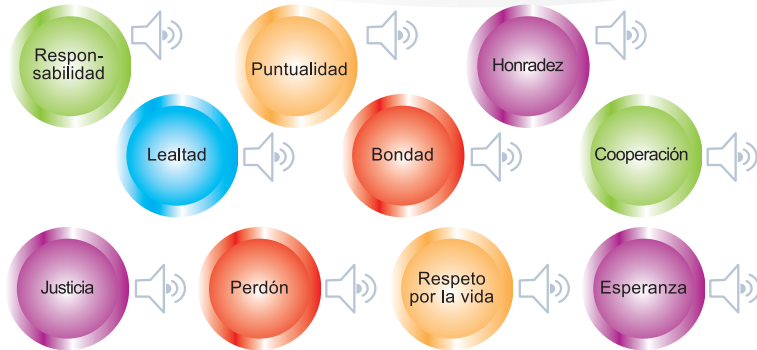 Respon-
sabilidad
Puntualidad
Honradez
Lealtad
Bondad
Cooperación
Justicia
Perdón
Respeto
por la vida
Esperanza